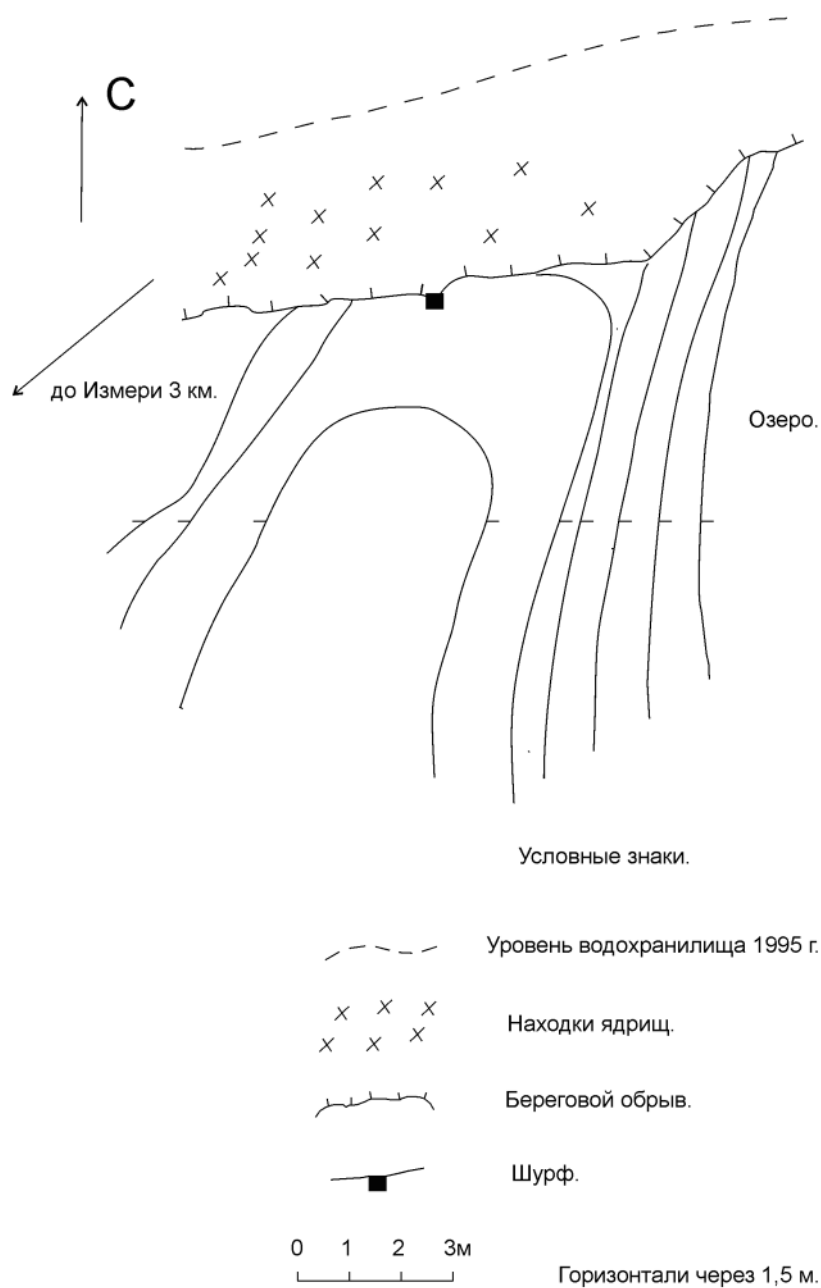 С
до Измери 3 км.
Озеро.
Условные знаки.
Уровень водохранилища 1995 г.
Находки ядрищ.
Береговой обрыв.
Шурф.
0 1 2 3м
Горизонтали через 1,5 м.